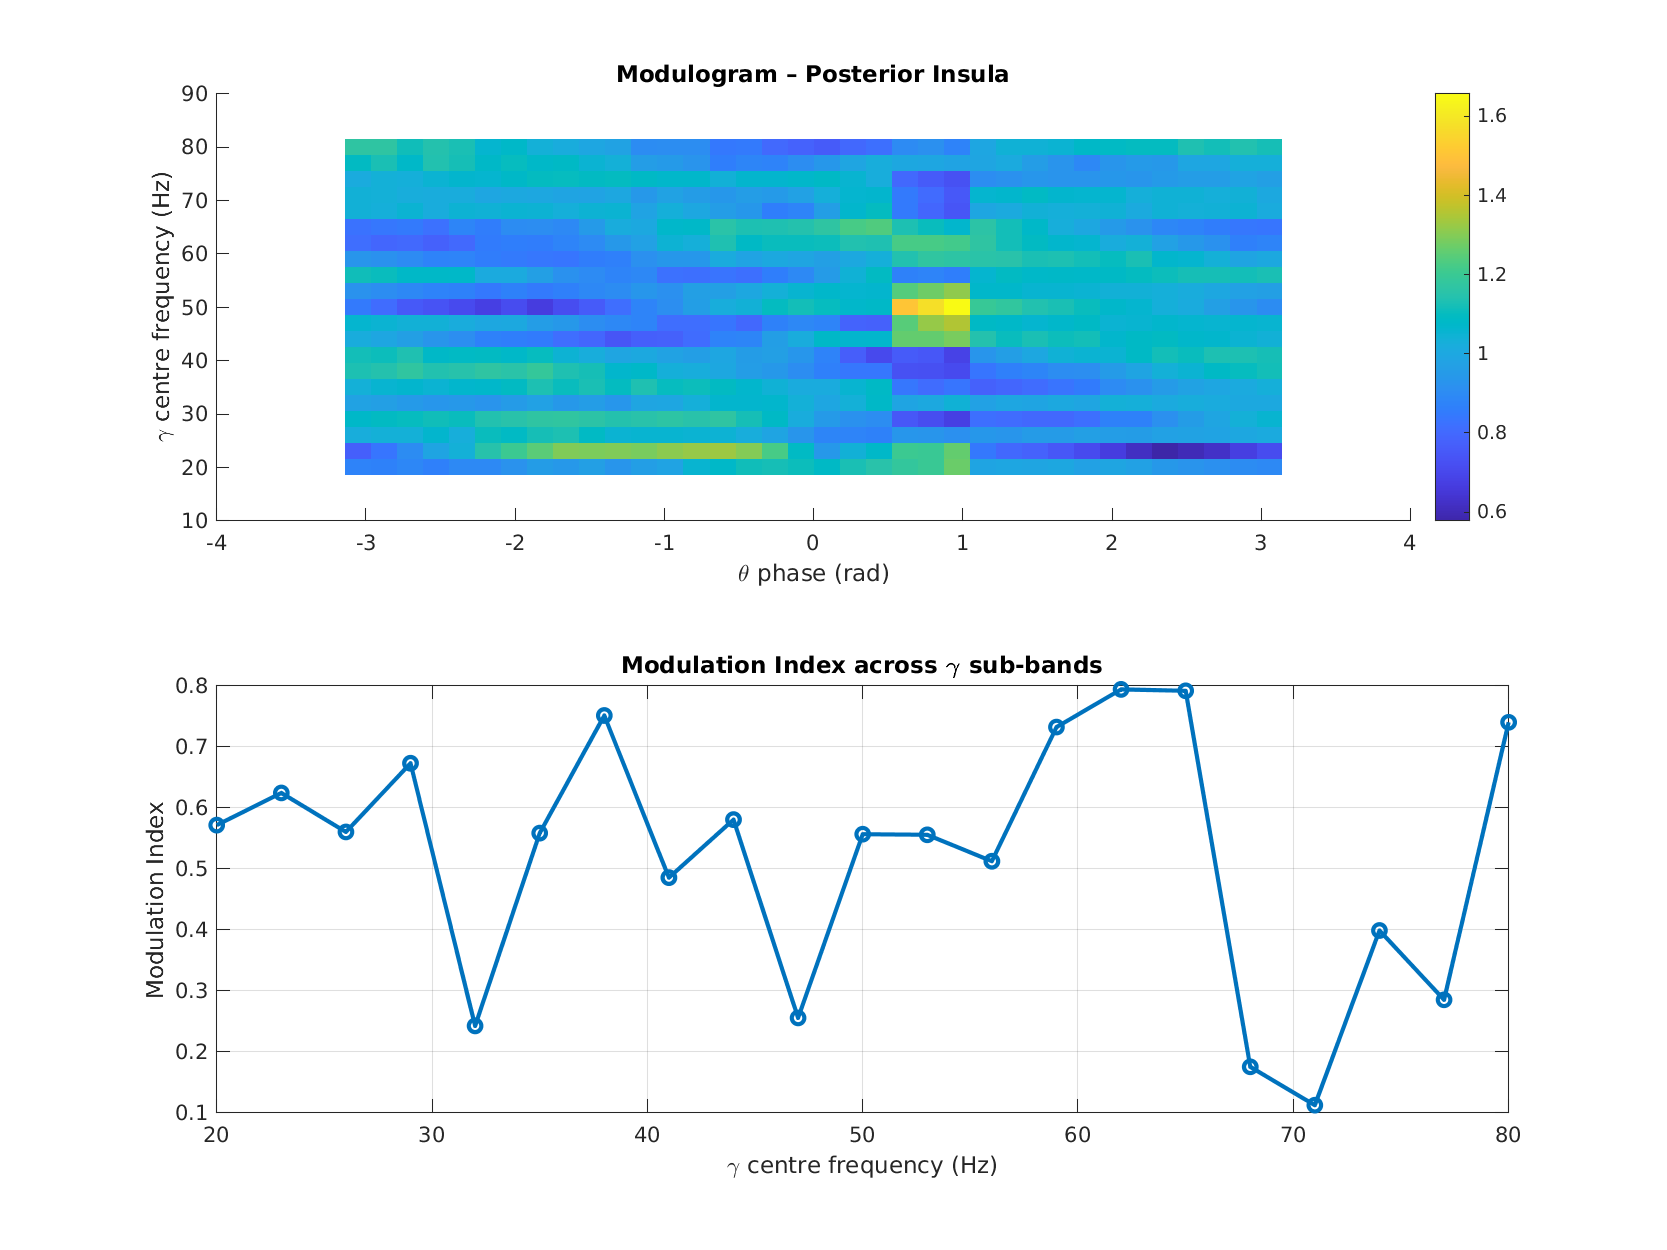 Modulogram – Posterior Insula
90
80
70
60
50
40
30
20
10
γ centre frequency (Hz)
-4 -3 -2 -1 0 1 2 3 4
θ phase (rad)
1.6
1.4
1.2
1
0.8
0.6
Modulation Index across γ sub-bands
0.8
0.7
0.6
0.5
0.4
0.3
0.2
0.1
Modulation Index
20 30 40 50 60 70 80
γ centre frequency (Hz)